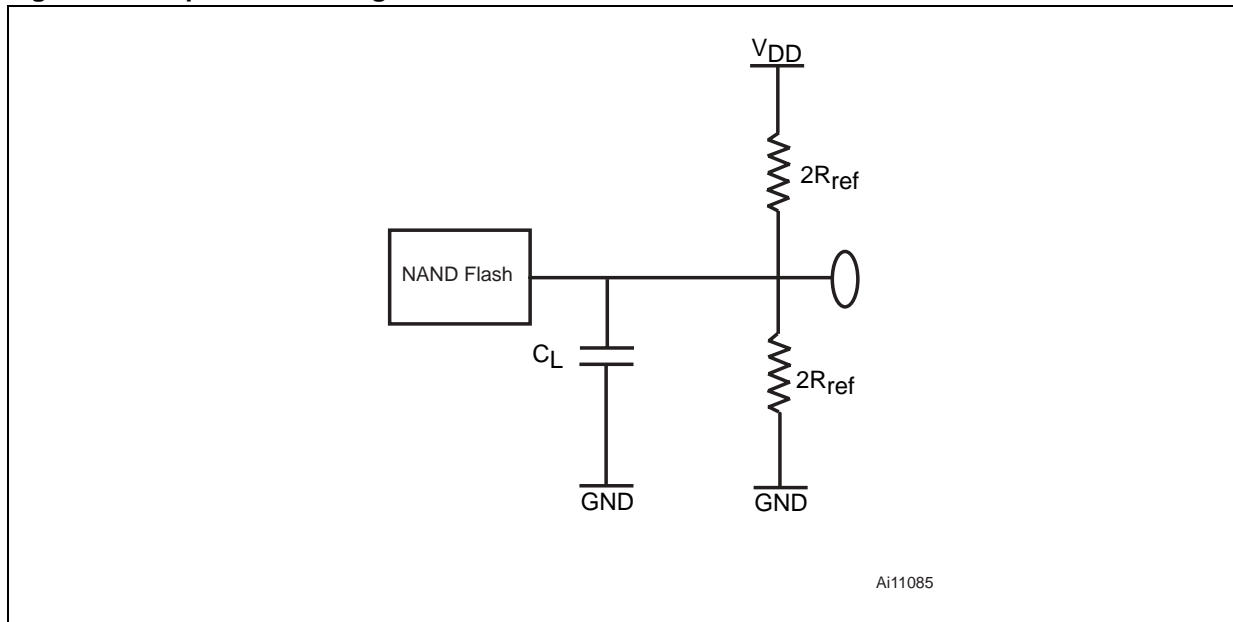 VDD
2Rref
NAND Flash
CL
2Rref
GND
GND
Ai11085